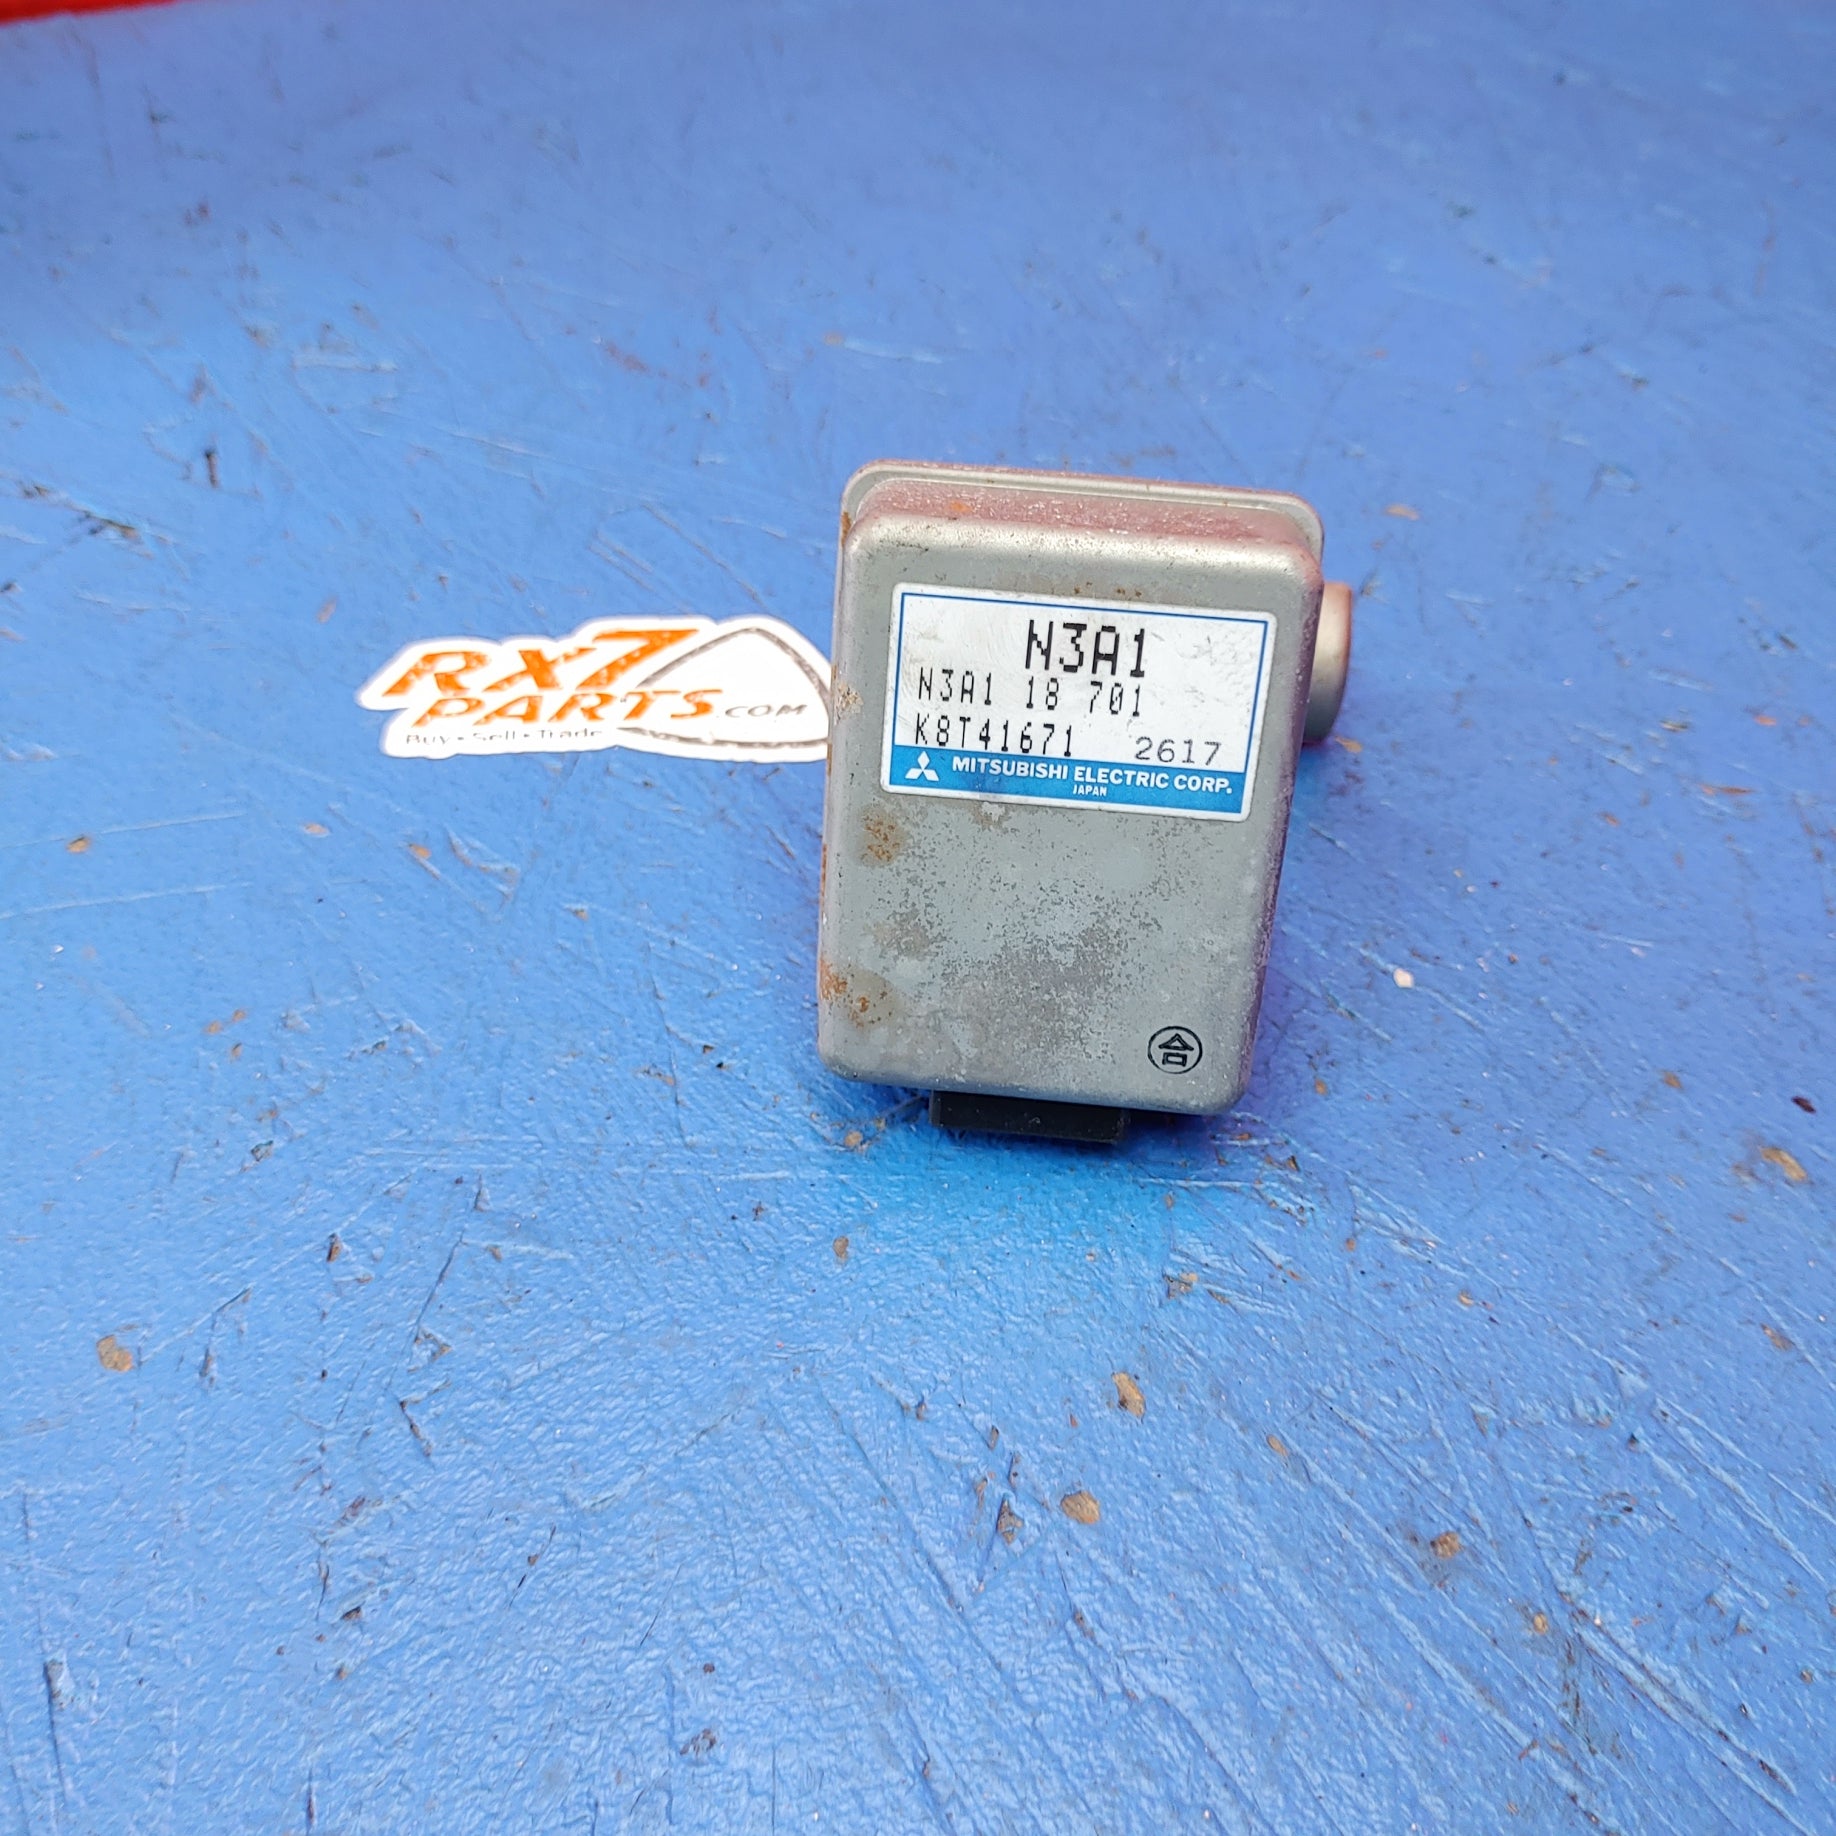 RX7
PARTS.COM
Buy • Sell • Trade
N3A1
N3A1 18 701
K8T41671 2617
MITSUBISHI ELECTRIC CORP.
JAPAN
合